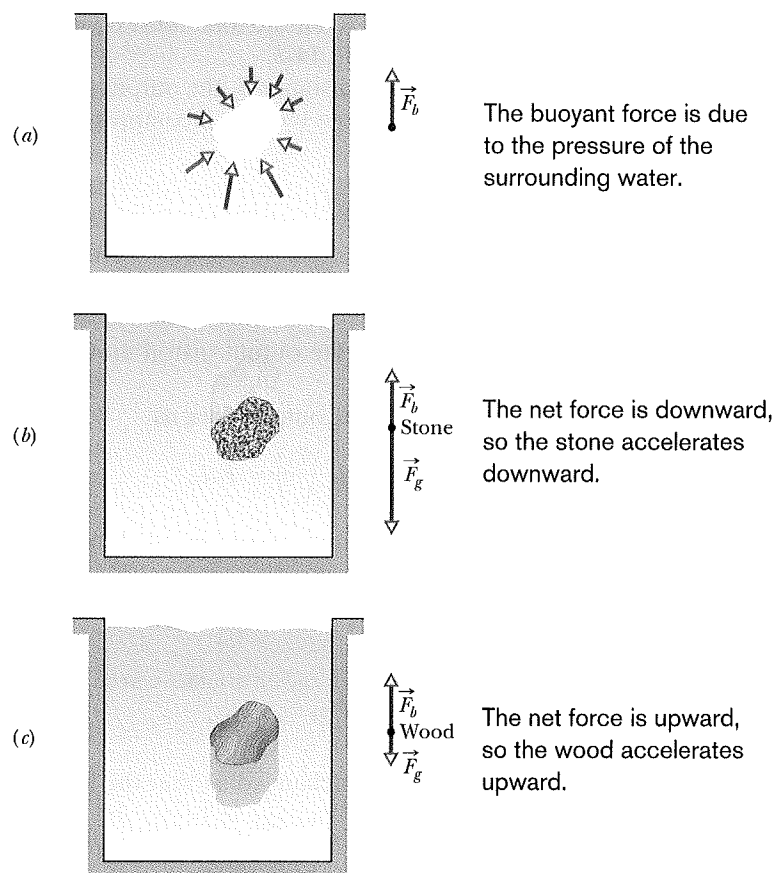 (a)
F_b
The buoyant force is due
to the pressure of the
surrounding water.
(b)
F_b
Stone
F_g
The net force is downward,
so the stone accelerates
downward.
(c)
F_b
Wood
F_g
The net force is upward,
so the wood accelerates
upward.